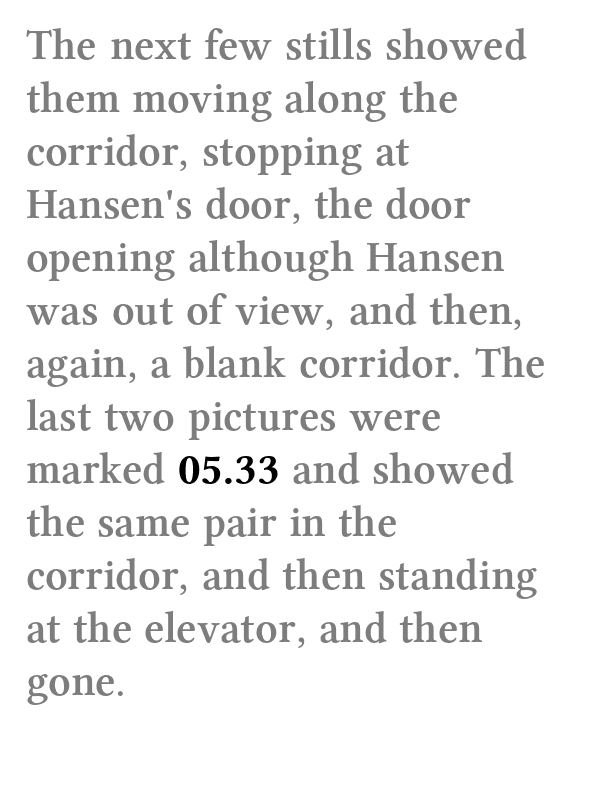 The next few stills showed
them moving along the
corridor, stopping at
Hansen's door, the door
opening although Hansen
was out of view, and then,
again, a blank corridor. The
last two pictures were
marked 05.33 and showed
the same pair in the
corridor, and then standing
at the elevator, and then
gone.